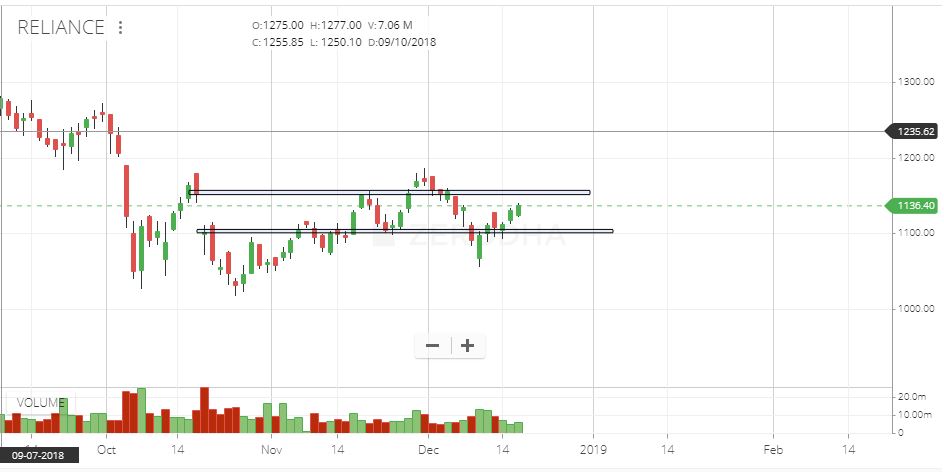 RELIANCE
O:1275.00 H:1277.00 V:7.06 M
C:1255.85 L: 1250.10 D:09/10/2018
1300.00
1235.62
1200.00
1136.40
1100.00
ZERODHA
1000.00
VOLUME
20.0m
10.00m
0
Oct 14 Nov 14 Dec 14 2019 14 Feb 14
09-07-2018